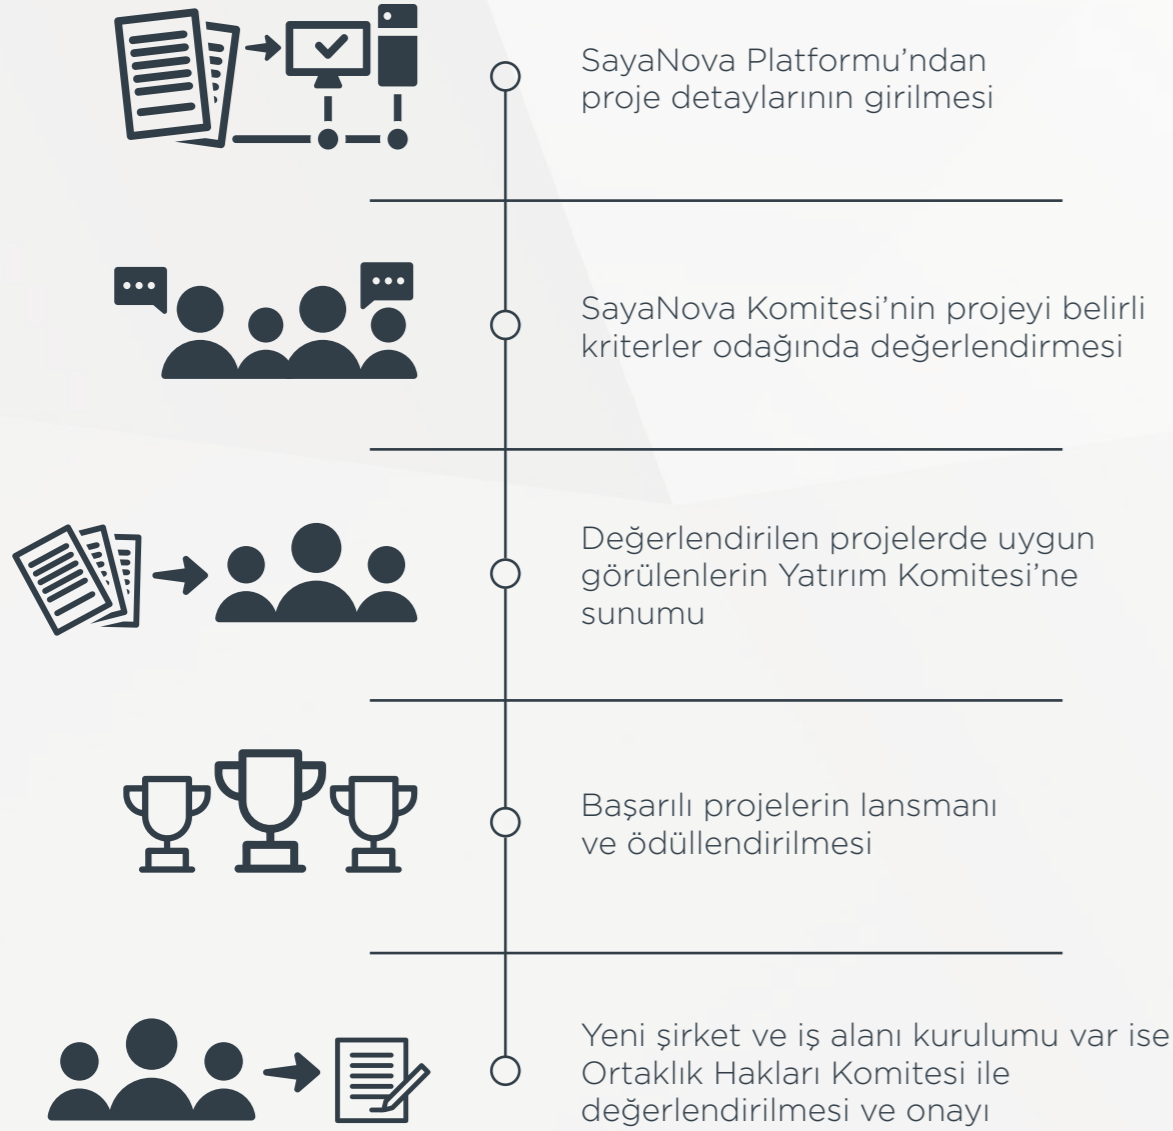 SayaNova Platformu’ndan
proje detaylarının girilmesi
SayaNova Komitesi’nin projeyi belirli
kriterler odağında değerlendirmesi
Değerlendirilen projelerde uygun
görülenlerin Yatırım Komitesi’ne
sunumu
Başarılı projelerin lansmanı
ve ödüllendirilmesi
Yeni şirket ve iş alanı kurulumu var ise
Ortaklık Hakları Komitesi ile
değerlendirilmesi ve onayı